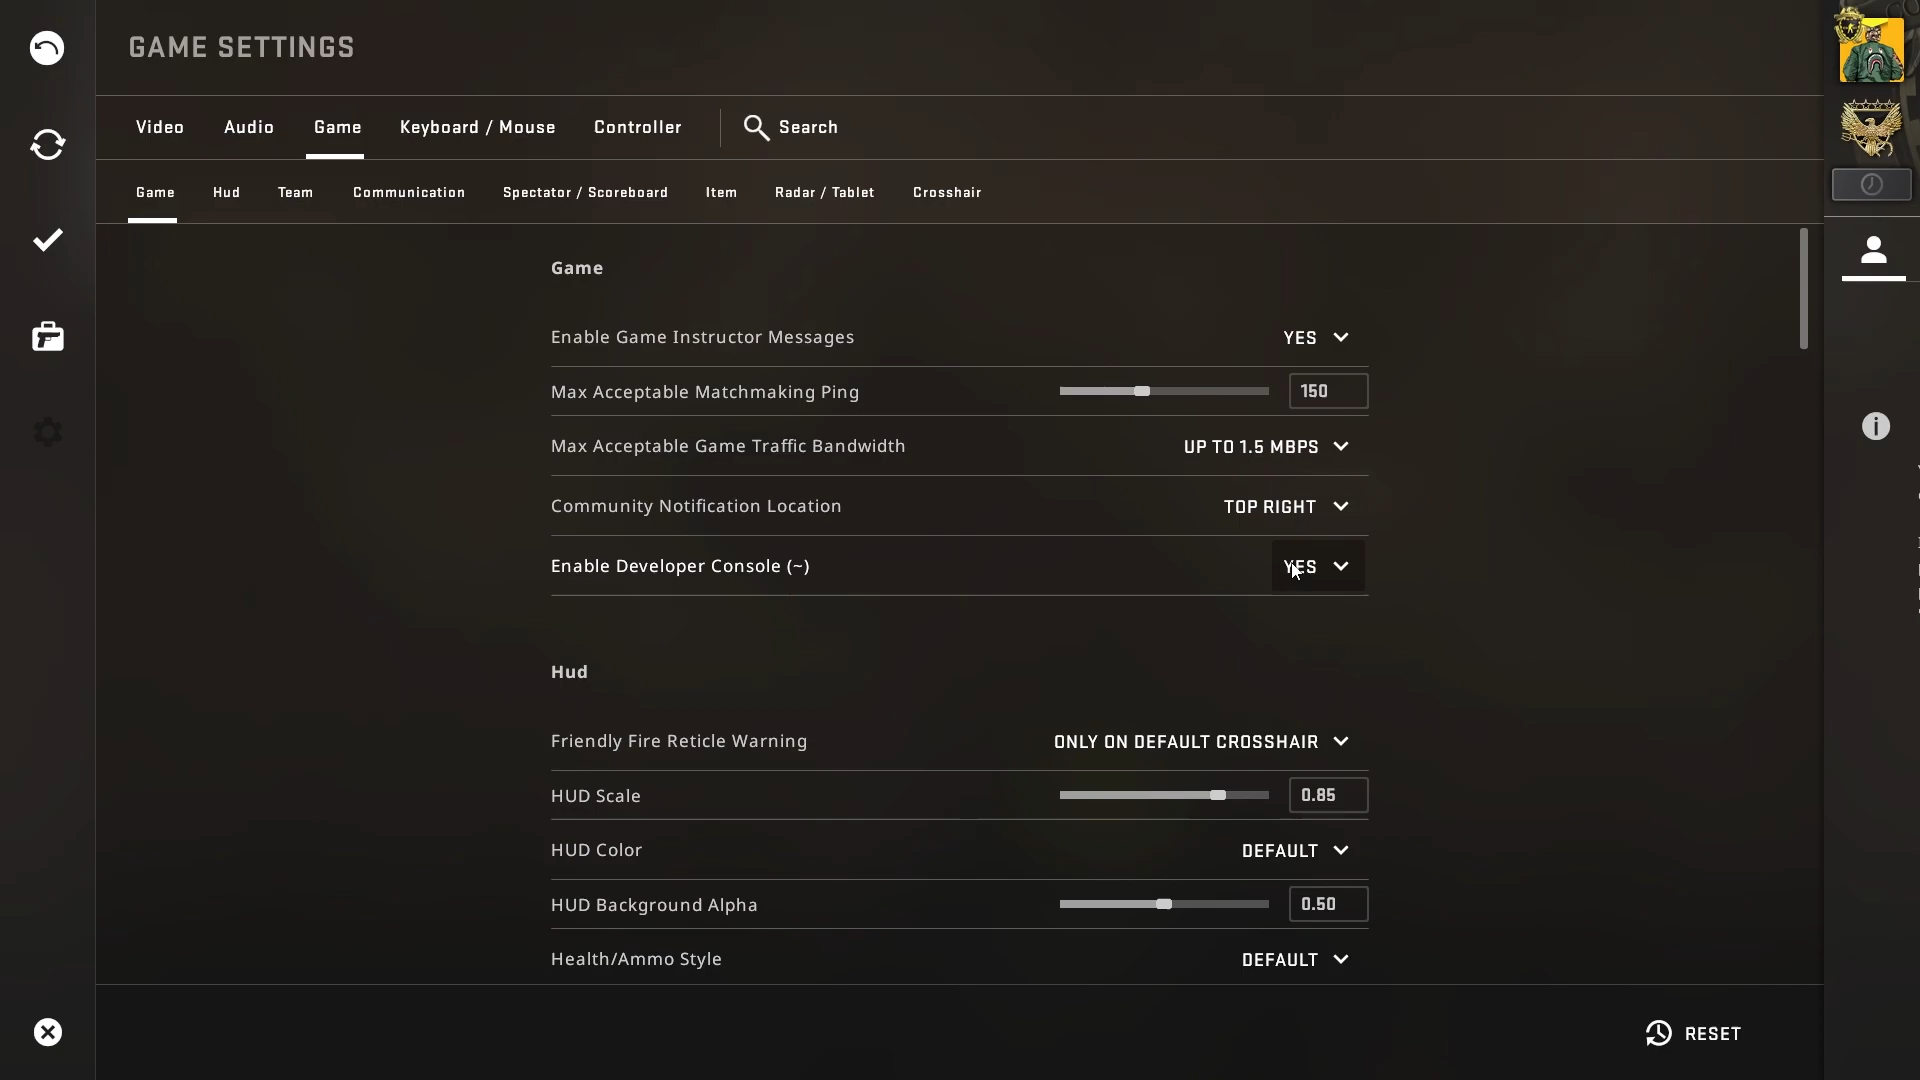 GAME SETTINGS
Video Audio Game Keyboard / Mouse Controller Search
Game Hud Team Communication Spectator / Scoreboard Item Radar / Tablet Crosshair
Game
Enable Game Instructor Messages YES
Max Acceptable Matchmaking Ping 150
Max Acceptable Game Traffic Bandwidth UP TO 1.5 MBPS
Community Notification Location TOP RIGHT
Enable Developer Console (~) YES
Hud
Friendly Fire Reticle Warning ONLY ON DEFAULT CROSSHAIR
HUD Scale 0.85
HUD Color DEFAULT
HUD Background Alpha 0.50
Health/Ammo Style DEFAULT
RESET